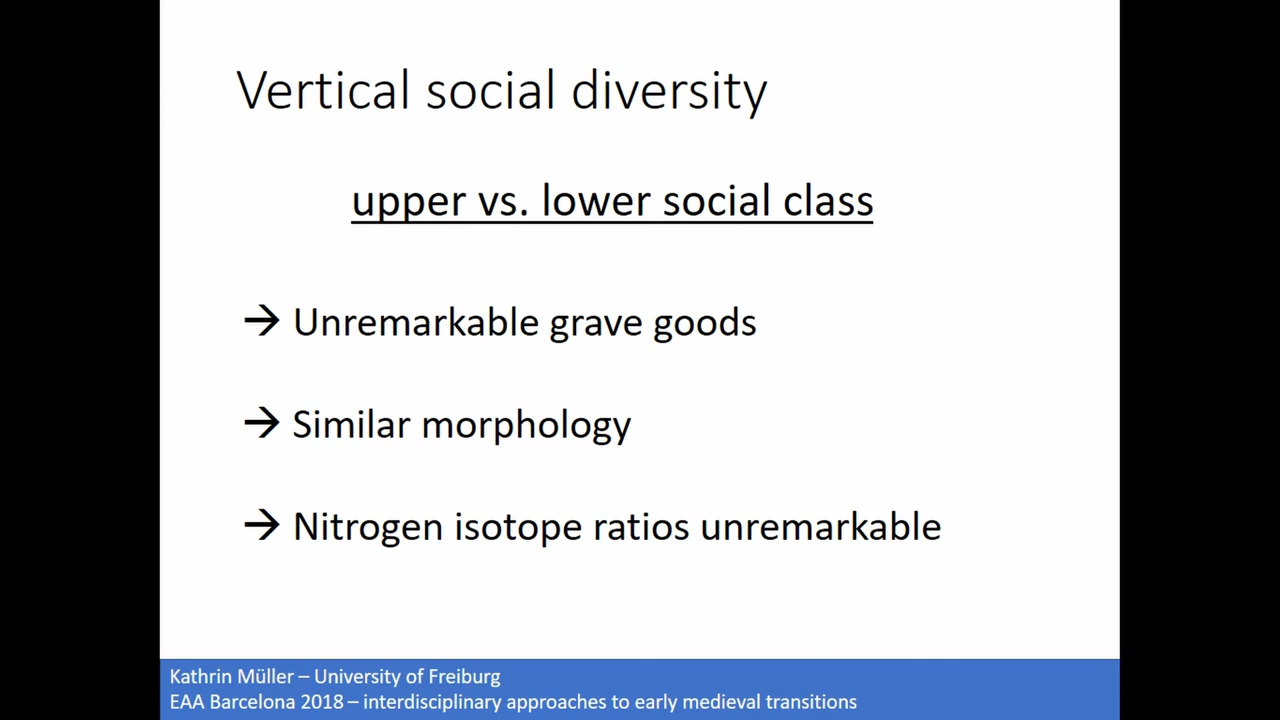 Vertical social diversity
upper vs. lower social class
→ Unremarkable grave goods
→ Similar morphology
→ Nitrogen isotope ratios unremarkable
Kathrin Müller – University of Freiburg
EAA Barcelona 2018 – interdisciplinary approaches to early medieval transitions